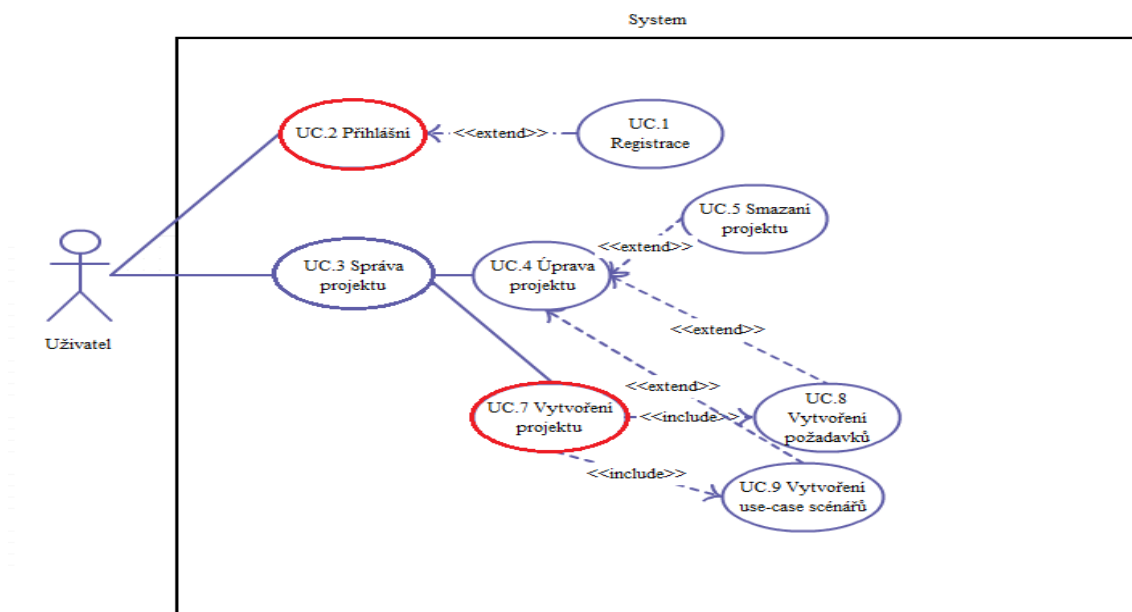 System
UC.2 Přihlášní
<<extend>>
UC.1
Registrace
UC.5 Smazani
projektu
<<extend>>
UC.3 Správa
projektu
UC.4 Úprava
projektu
Uživatel
<<extend>>
<<extend>>
UC.7 Vytvoření
projektu
<<include>>
UC.8
Vytvoření
požadavků
<<include>>
UC.9 Vytvoření
use-case scénářů